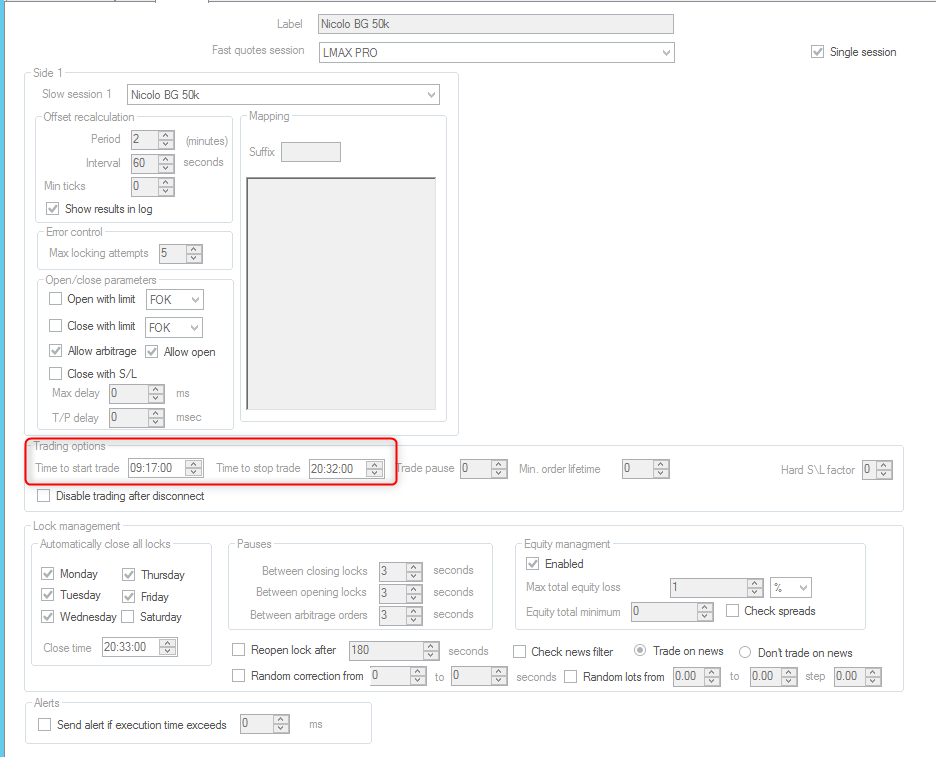 Label Nicolo BG 50k
Fast quotes session LMAX PRO Single session
Side 1
Slow session 1 Nicolo BG 50k
Offset recalculation
Period 2 (minutes)
Interval 60 seconds
Min ticks 0
Show results in log
Mapping
Suffix
Error control
Max locking attempts 5
Open/close parameters
Open with limit FOK
Close with limit FOK
Allow arbitrage Allow open
Close with S/L
Max delay 0 ms
T/P delay 0 msec
Trading options
Time to start trade 09:17:00 Time to stop trade 20:32:00 Trade pause 0 Min. order lifetime 0 Hard S\L factor 0
Disable trading after disconnect
Lock management
Automatically close all locks
Monday Thursday
Tuesday Friday
Wednesday Saturday
Close time 20:33:00
Pauses
Between closing locks 3 seconds
Between opening locks 3 seconds
Between arbitrage orders 3 seconds
Equity managment
Enabled
Max total equity loss 1 %
Equity total minimum 0 Check spreads
Reopen lock after 180 seconds Check news filter Trade on news Don't trade on news
Random correction from 0 to 0 seconds Random lots from 0.00 to 0.00 step 0.00
Alerts
Send alert if execution time exceeds 0 ms